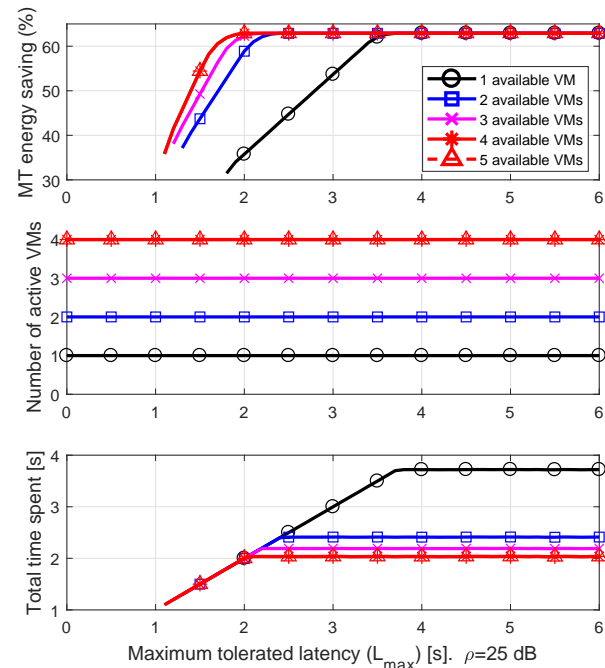 MT energy saving (%)
60
50
40
30
0 1 2 3 4 5 6
1 available VM
2 available VMs
3 available VMs
4 available VMs
5 available VMs
Number of active VMs
4
3
2
1
0
0 1 2 3 4 5 6
Total time spent [s]
4
3
2
1
0 1 2 3 4 5 6
Maximum tolerated latency (L_max) [s]. ρ=25 dB